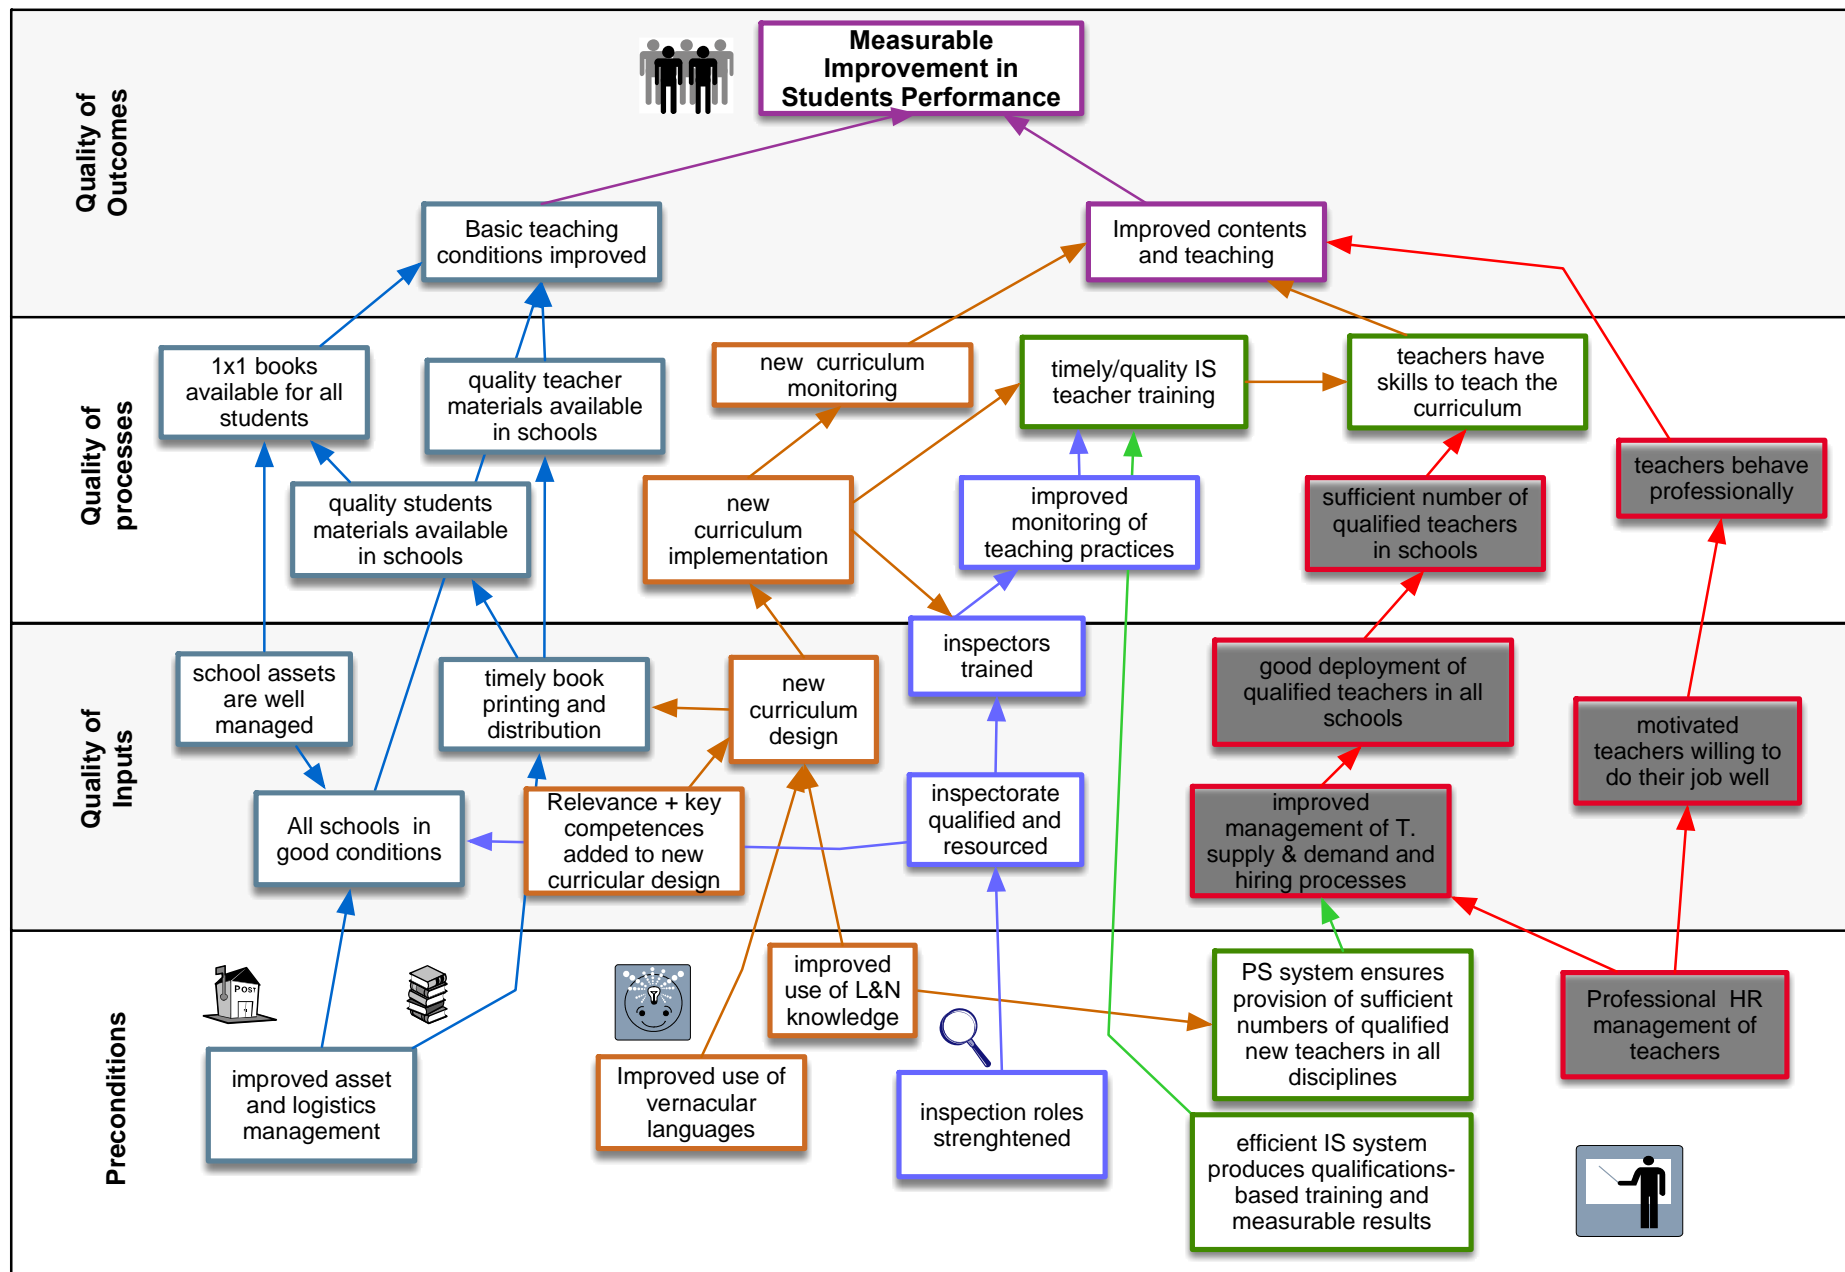 Measurable
Improvement in
Students Performance
Quality of
Outcomes
Basic teaching
conditions improved
Improved contents
and teaching
Quality of
processes
1x1 books
available for all
students
quality teacher
materials available
in schools
new  curriculum
monitoring
timely/quality IS
teacher training
teachers have
skills to teach the
curriculum
quality students
materials available
in schools
new
curriculum
implementation
improved
monitoring of
teaching practices
sufficient number of
qualified teachers
in schools
teachers behave
professionally
Quality of
Inputs
school assets
are well
managed
timely book
printing and
distribution
new
curriculum
design
inspectors
trained
good deployment of
qualified teachers in all
schools
motivated
teachers willing to
do their job well
All schools  in
good conditions
Relevance + key
competences
added to new
curricular design
inspectorate
qualified and
resourced
improved
management of T.
supply & demand and
hiring processes
Preconditions
POST
improved asset
and logistics
management
Improved use of
vernacular
languages
improved
use of L&N
knowledge
inspection roles
strenghtened
PS system ensures
provision of sufficient
numbers of qualified
new teachers in all
disciplines
Professional  HR
management of
teachers
efficient IS system
produces qualifications-
based training and
measurable results